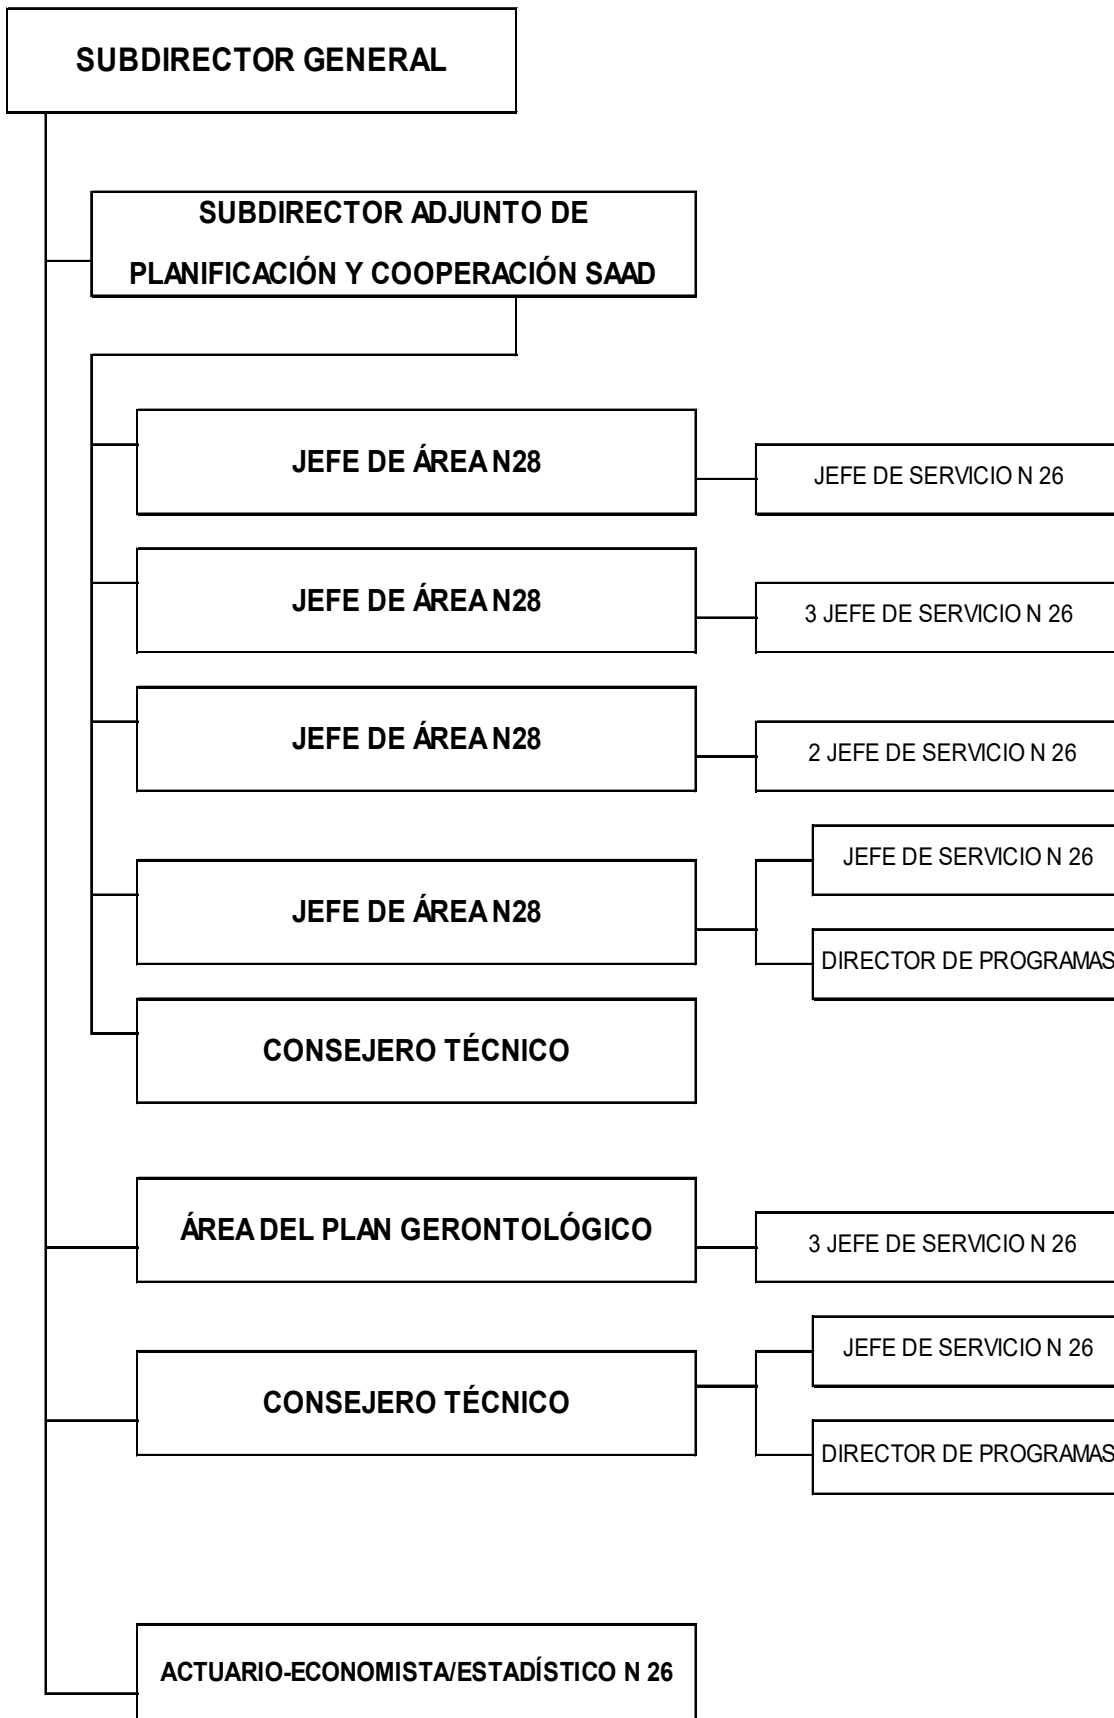 SUBDIRECTOR GENERAL
SUBDIRECTOR ADJUNTO DE
PLANIFICACIÓN Y COOPERACIÓN SAAD
JEFE DE ÁREA N28
JEFE DE SERVICIO N 26
JEFE DE ÁREA N28
3 JEFE DE SERVICIO N 26
JEFE DE ÁREA N28
2 JEFE DE SERVICIO N 26
JEFE DE ÁREA N28
JEFE DE SERVICIO N 26
DIRECTOR DE PROGRAMAS
CONSEJERO TÉCNICO
ÁREA DEL PLAN GERONTOLÓGICO
3 JEFE DE SERVICIO N 26
CONSEJERO TÉCNICO
JEFE DE SERVICIO N 26
DIRECTOR DE PROGRAMAS
ACTUARIO-ECONOMISTA/ESTADÍSTICO N 26